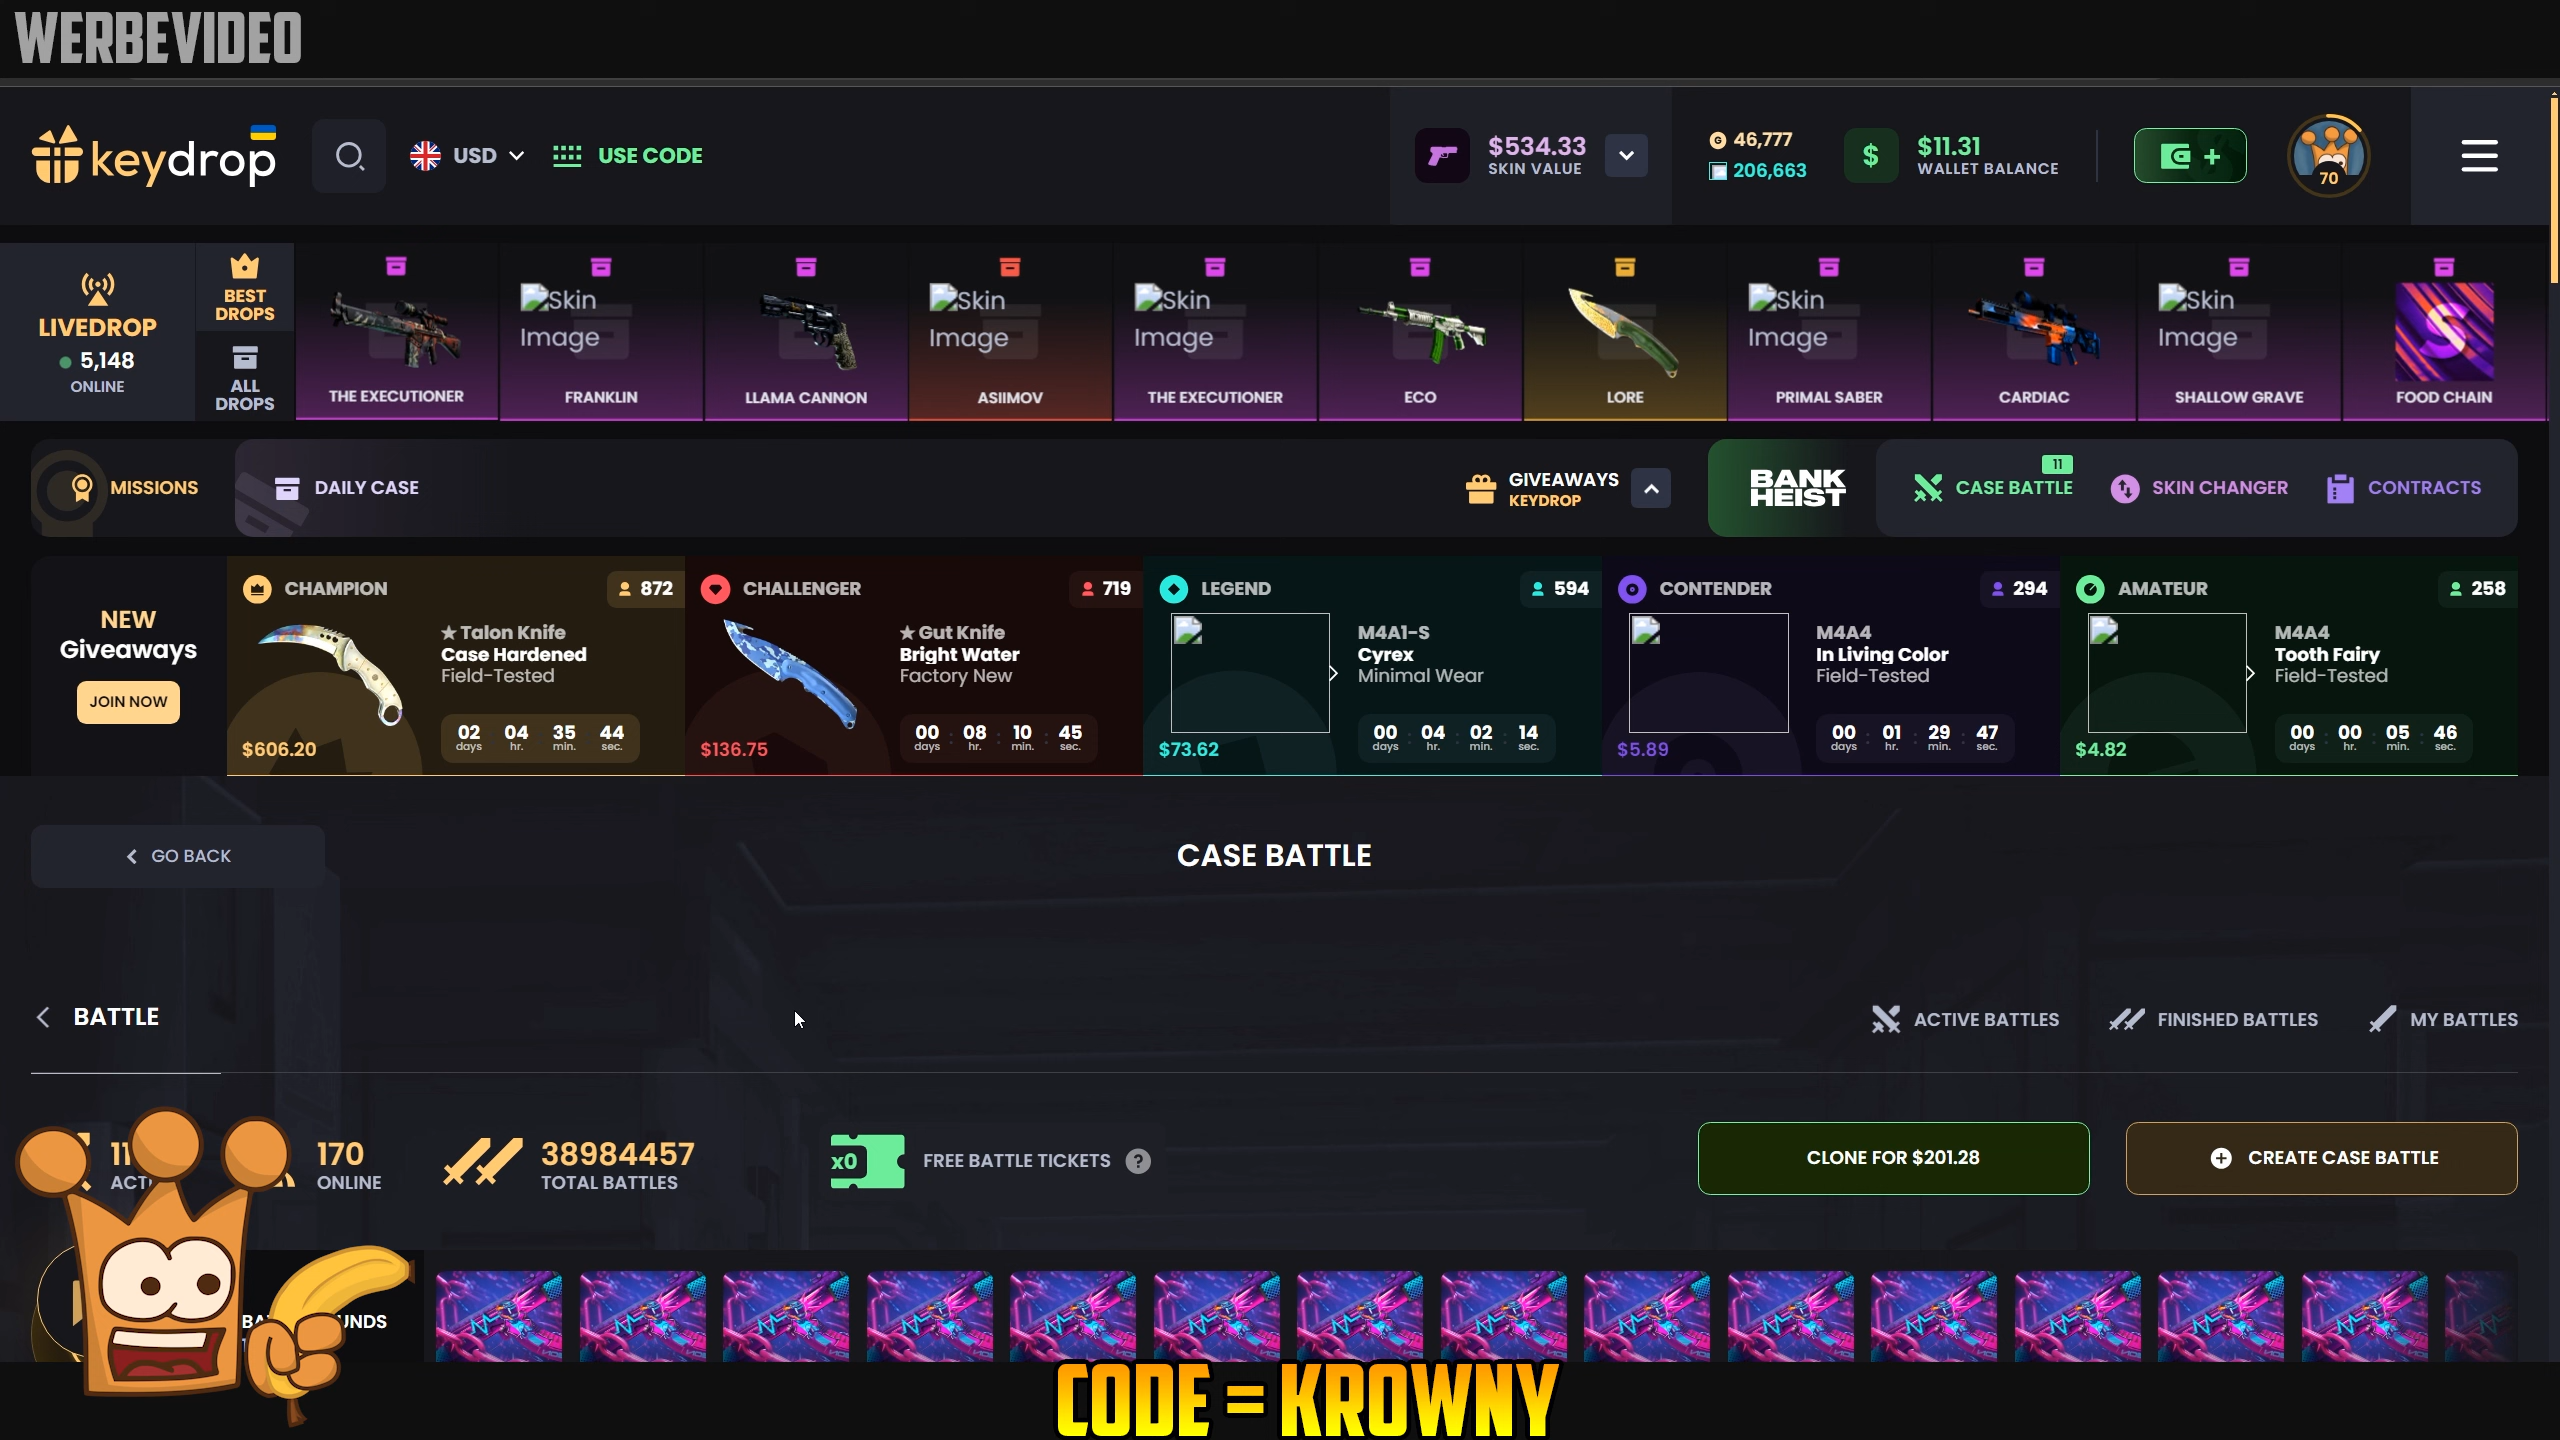 WERBEVIDEO
keydrop
USD
USE CODE
$534.33
SKIN VALUE
46,777
206,663
$
$11.31
WALLET BALANCE
+
70
LIVEDROP
5,148
ONLINE
BEST
DROPS
ALL
DROPS
THE EXECUTIONER
Skin
Image
FRANKLIN
LLAMA CANNON
Skin
Image
ASIIMOV
Skin
Image
THE EXECUTIONER
ECO
LORE
Skin
Image
PRIMAL SABER
CARDIAC
Skin
Image
SHALLOW GRAVE
FOOD CHAIN
MISSIONS
DAILY CASE
GIVEAWAYS
KEYDROP
BANK
HEIST
11
CASE BATTLE
SKIN CHANGER
CONTRACTS
NEW
Giveaways
JOIN NOW
CHAMPION
872
★ Talon Knife
Case Hardened
Field-Tested
$606.20
02 04 35 44
days hr. min. sec.
CHALLENGER
719
★ Gut Knife
Bright Water
Factory New
$136.75
00 08 10 45
days hr. min. sec.
LEGEND
594
M4A1-S
Cyrex
Minimal Wear
$73.62
00 04 02 14
days hr. min. sec.
CONTENDER
294
M4A4
In Living Color
Field-Tested
$5.89
00 01 29 47
days hr. min. sec.
AMATEUR
258
M4A4
Tooth Fairy
Field-Tested
$4.82
00 00 05 46
days hr. min. sec.
GO BACK
CASE BATTLE
BATTLE
ACTIVE BATTLES
FINISHED BATTLES
MY BATTLES
170
ONLINE
38984457
TOTAL BATTLES
x0
FREE BATTLE TICKETS
?
CLONE FOR $201.28
CREATE CASE BATTLE
CODE = KROWNY